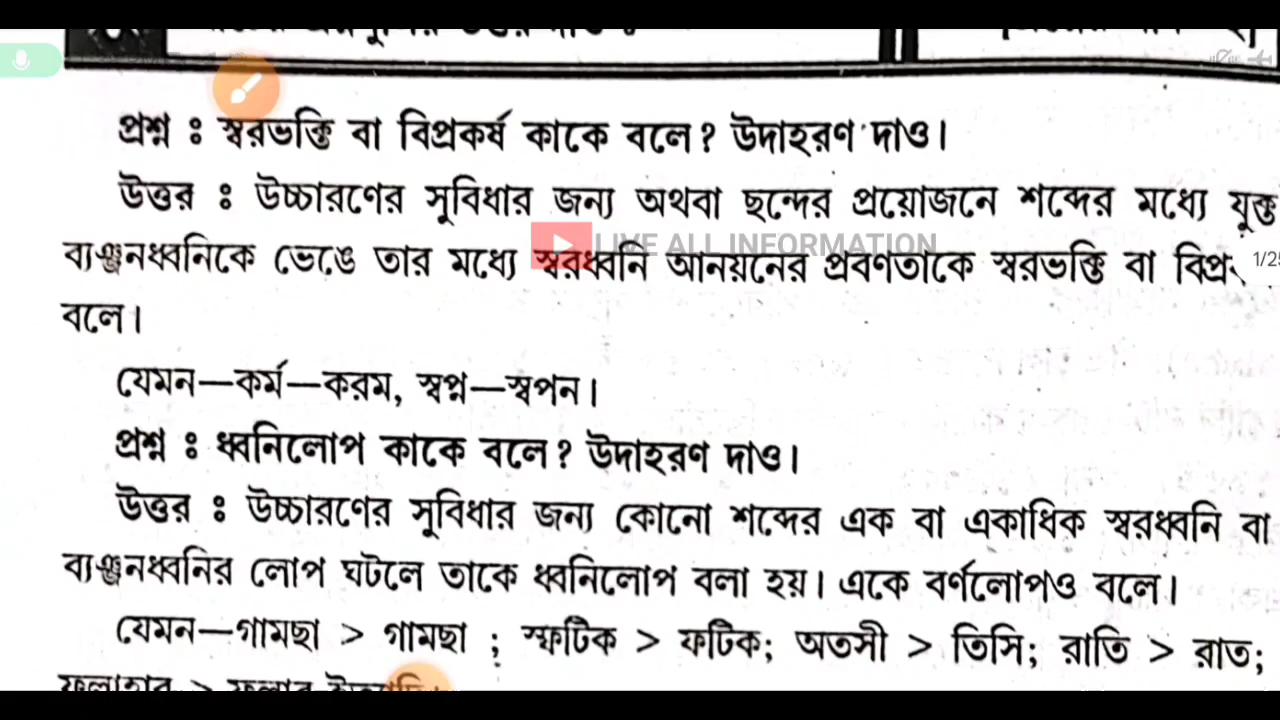 প্রশ্ন ঃ স্বরভক্তি বা বিপ্রকর্ষ কাকে বলে? উদাহরণ দাও।
উত্তর ঃ উচ্চারণের সুবিধার জন্য অথবা ছন্দের প্রয়োজনে শব্দের মধ্যে যুক্ত
LIVE ALL INFORMATION
ব্যঞ্জনধ্বনিকে ভেঙে তার মধ্যে স্বরধ্বনি আনয়নের প্রবণতাকে স্বরভক্তি বা
1/25
বলে।
যেমন—কর্ম—করম, স্বপ্ন—স্বপন।
প্রশ্ন ঃ ধ্বনিলোপ কাকে বলে? উদাহরণ দাও।
উত্তর ঃ উচ্চারণের সুবিধার জন্য কোনো শব্দের এক বা একাধিক স্বরধ্বনি বা
ব্যঞ্জনধ্বনির লোপ ঘটলে তাকে ধ্বনিলোপ বলা হয়। একে বর্ণলোপও বলে।
যেমন—গামছা > গামছা ; স্ফটিক > ফটিক; অতসী > তিসি; রাতি > রাত;